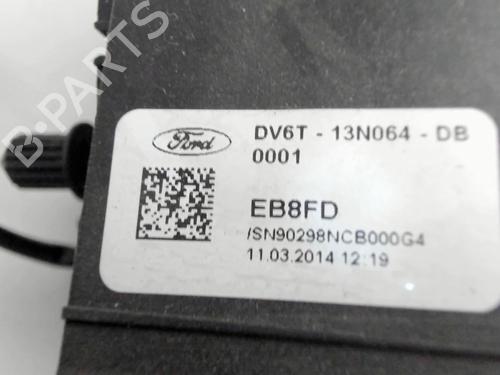 B-PARTS
Ford
DV6T - 13N064 - DB
0001
EB8FD
/SN90298NCB000G4
11.03.2014 12:19